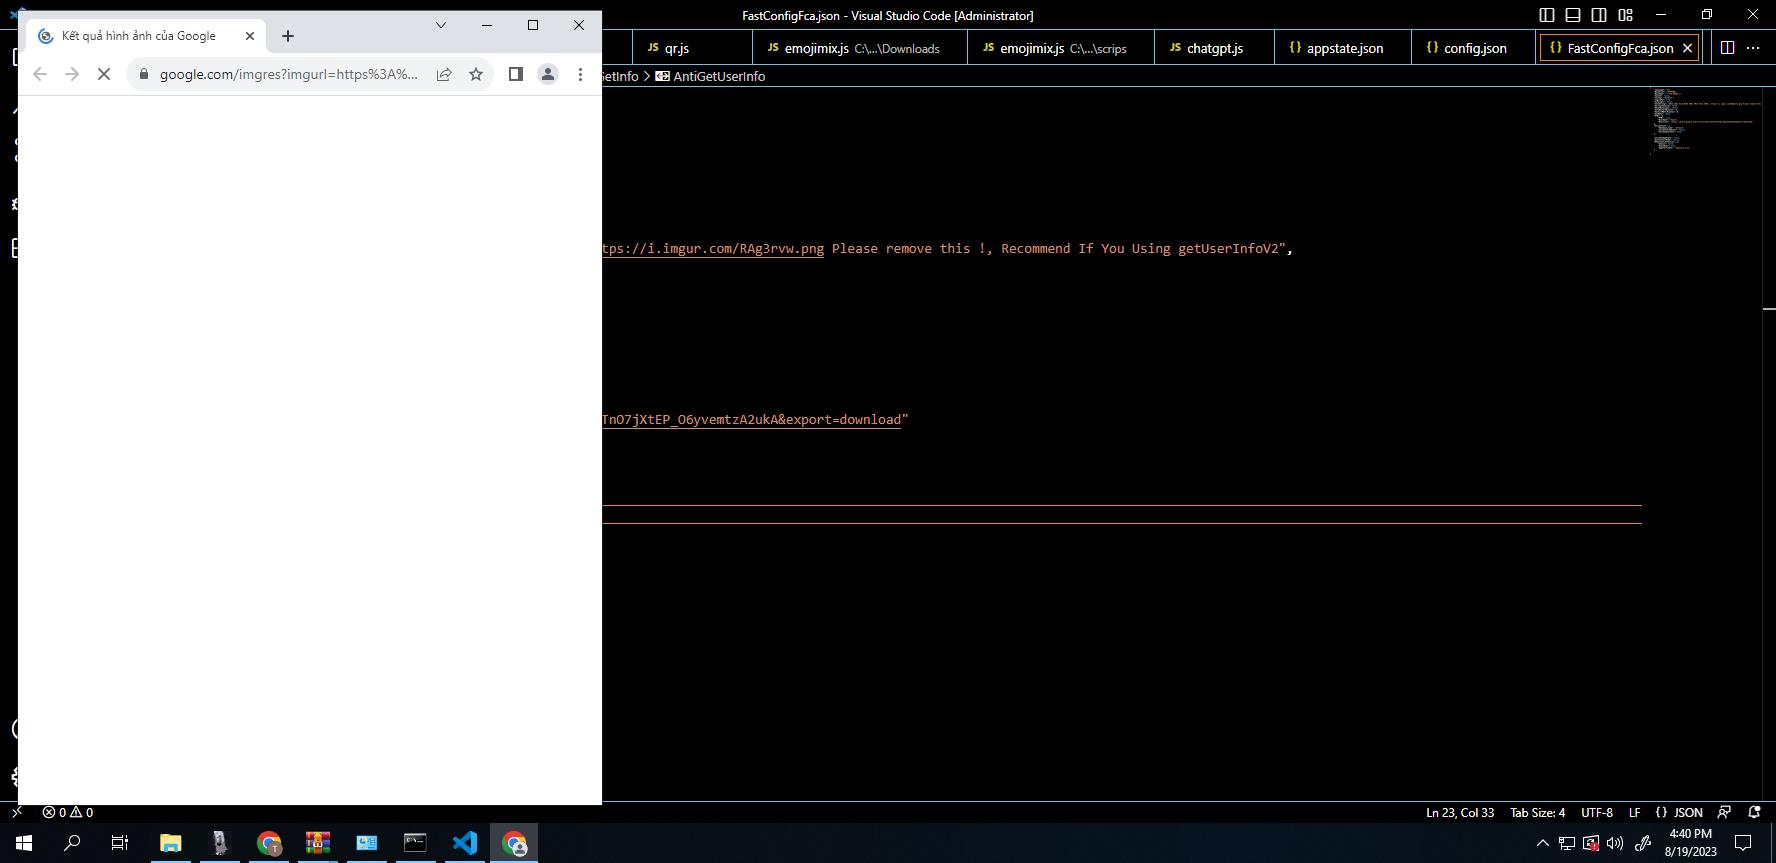 FastConfigFca.json - Visual Studio Code [Administrator]
Kết quả hình ảnh của Google
google.com/imgres?imgurl=https%3A%...
JS qr.js
JS emojimix.js C:\...\Downloads
JS emojimix.js C:\...\scrips
JS chatgpt.js
{} appstate.json
{} config.json
{} FastConfigFca.json
GetInfo > AntiGetUserInfo
tps://i.imgur.com/RAg3rvw.png Please remove this !, Recommend If You Using getUserInfoV2",
TnO7jXtEP_O6yvemtzA2ukA&export=download"
0 0
Ln 23, Col 33
Tab Size: 4
UTF-8
LF
{} JSON
4:40 PM
8/19/2023